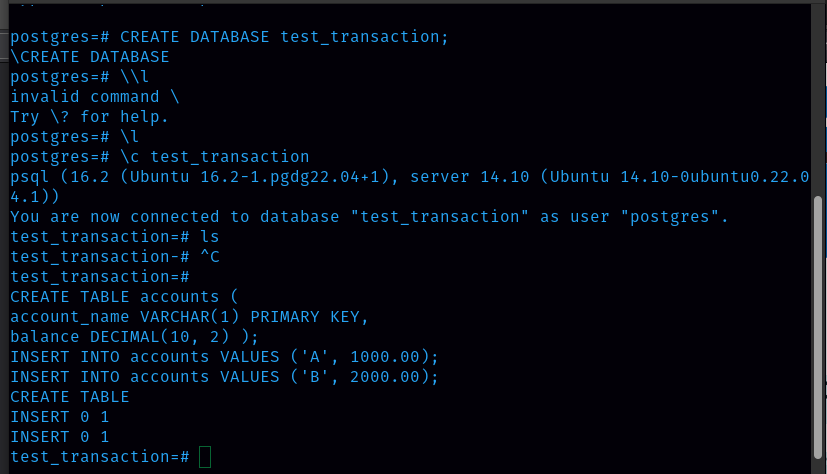 postgres=# CREATE DATABASE test_transaction;
\CREATE DATABASE
postgres=# \\l
invalid command \
Try \? for help.
postgres=# \l
postgres=# \c test_transaction
psql (16.2 (Ubuntu 16.2-1.pgdg22.04+1), server 14.10 (Ubuntu 14.10-0ubuntu0.22.0
4.1))
You are now connected to database "test_transaction" as user "postgres".
test_transaction=# ls
test_transaction-# ^C
test_transaction=#
CREATE TABLE accounts (
account_name VARCHAR(1) PRIMARY KEY,
balance DECIMAL(10, 2) );
INSERT INTO accounts VALUES ('A', 1000.00);
INSERT INTO accounts VALUES ('B', 2000.00);
CREATE TABLE
INSERT 0 1
INSERT 0 1
test_transaction=#